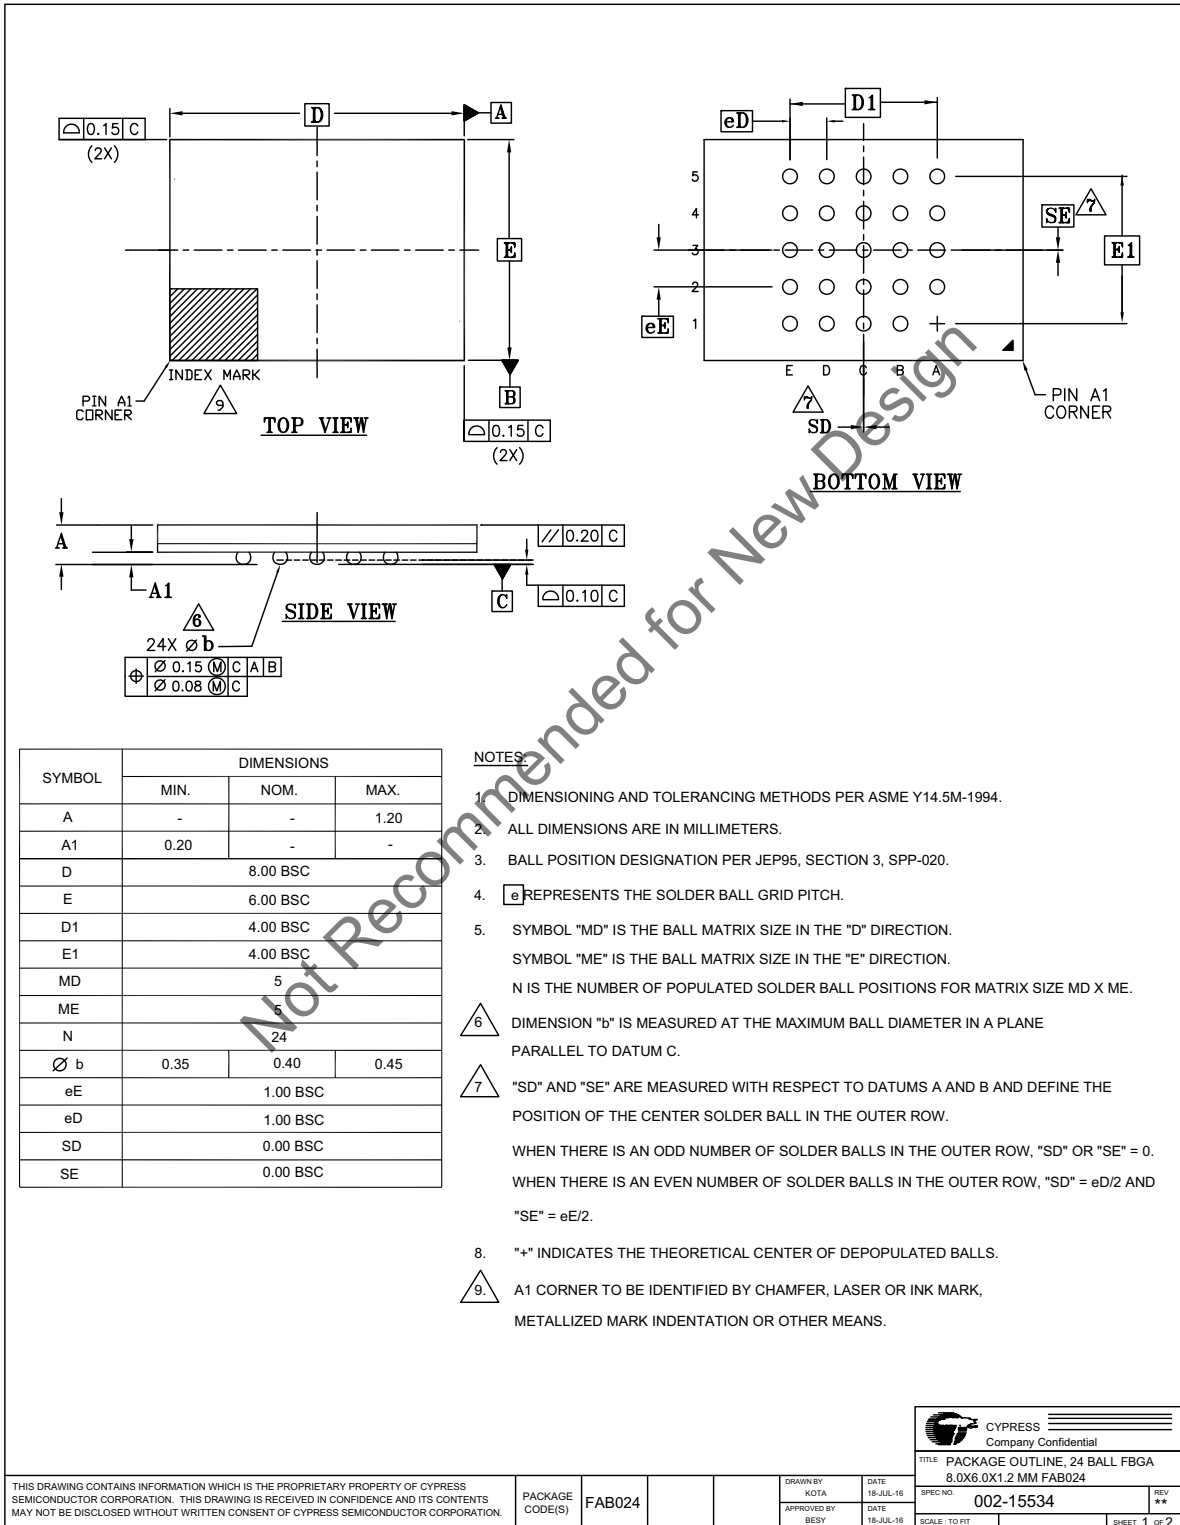 D
A
0.15 C
(2X)
E
INDEX MARK
9
PIN A1
CORNER
B
TOP VIEW
0.15 C
(2X)
D1
eD
5
4
3
2
1
SE
7
E1
eE
E D C B A
7
SD
PIN A1
CORNER
BOTTOM VIEW
A
A1
// 0.20 C
C
0.10 C
SIDE VIEW
6
24X Ø b
⌖ Ø 0.15 Ⓜ C A B
Ø 0.08 Ⓜ C
Not Recommended for New Design
SYMBOL DIMENSIONS
MIN. NOM. MAX.
A - - 1.20
A1 0.20 - -
D 8.00 BSC
E 6.00 BSC
D1 4.00 BSC
E1 4.00 BSC
MD 5
ME 5
N 24
Ø b 0.35 0.40 0.45
eE 1.00 BSC
eD 1.00 BSC
SD 0.00 BSC
SE 0.00 BSC
NOTES:
1. DIMENSIONING AND TOLERANCING METHODS PER ASME Y14.5M-1994.
2. ALL DIMENSIONS ARE IN MILLIMETERS.
3. BALL POSITION DESIGNATION PER JEP95, SECTION 3, SPP-020.
4. e REPRESENTS THE SOLDER BALL GRID PITCH.
5. SYMBOL "MD" IS THE BALL MATRIX SIZE IN THE "D" DIRECTION.
SYMBOL "ME" IS THE BALL MATRIX SIZE IN THE "E" DIRECTION.
N IS THE NUMBER OF POPULATED SOLDER BALL POSITIONS FOR MATRIX SIZE MD X ME.
6 DIMENSION "b" IS MEASURED AT THE MAXIMUM BALL DIAMETER IN A PLANE
PARALLEL TO DATUM C.
7 "SD" AND "SE" ARE MEASURED WITH RESPECT TO DATUMS A AND B AND DEFINE THE
POSITION OF THE CENTER SOLDER BALL IN THE OUTER ROW.
WHEN THERE IS AN ODD NUMBER OF SOLDER BALLS IN THE OUTER ROW, "SD" OR "SE" = 0.
WHEN THERE IS AN EVEN NUMBER OF SOLDER BALLS IN THE OUTER ROW, "SD" = eD/2 AND
"SE" = eE/2.
8. "+" INDICATES THE THEORETICAL CENTER OF DEPOPULATED BALLS.
9. A1 CORNER TO BE IDENTIFIED BY CHAMFER, LASER OR INK MARK,
METALLIZED MARK INDENTATION OR OTHER MEANS.
CYPRESS
Company Confidential
TITLE PACKAGE OUTLINE, 24 BALL FBGA
8.0X6.0X1.2 MM FAB024
THIS DRAWING CONTAINS INFORMATION WHICH IS THE PROPRIETARY PROPERTY OF CYPRESS
SEMICONDUCTOR CORPORATION. THIS DRAWING IS RECEIVED IN CONFIDENCE AND ITS CONTENTS
MAY NOT BE DISCLOSED WITHOUT WRITTEN CONSENT OF CYPRESS SEMICONDUCTOR CORPORATION.
PACKAGE
CODE(S)
FAB024
DRAWN BY
KOTA
DATE
18-JUL-16
APPROVED BY
BESY
DATE
18-JUL-16
SPEC NO.
002-15534
REV
**
SCALE : TO FIT
SHEET 1 OF 2